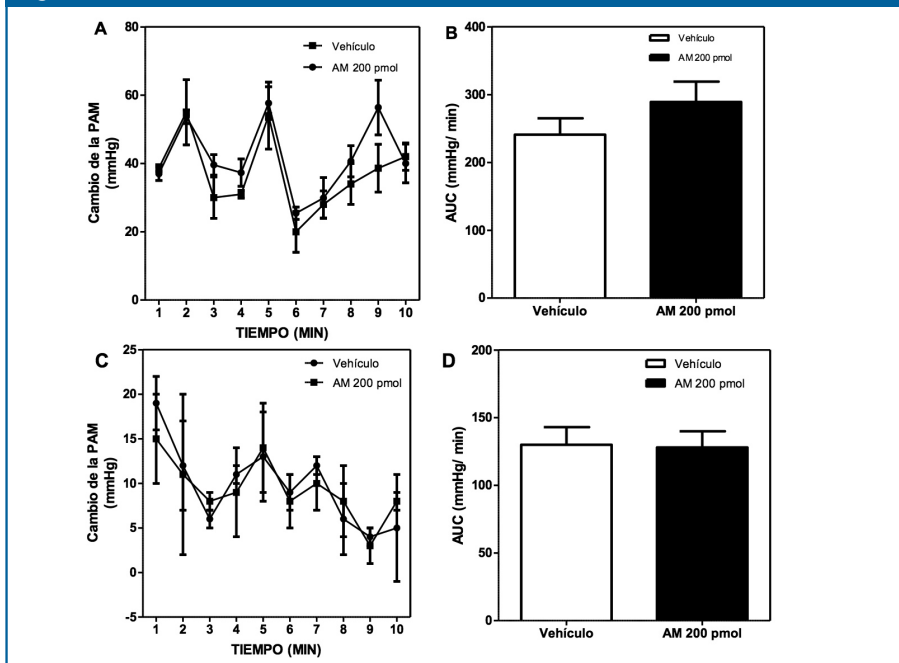 A
Vehículo
AM 200 pmol
80
60
40
20
0
Cambio de la PAM
(mmHg)
1 2 3 4 5 6 7 8 9 10
TIEMPO (MIN)
B
Vehículo
AM 200 pmol
400
300
200
100
0
AUC (mmHg/ min)
Vehículo AM 200 pmol
C
Vehículo
AM 200 pmol
25
20
15
10
5
0
-5
Cambio de la PAM
(mmHg)
1 2 3 4 5 6 7 8 9 10
TIEMPO (MIN)
D
Vehículo
AM 200 pmol
200
150
100
50
0
AUC (mmHg/ min)
Vehículo AM 200 pmol